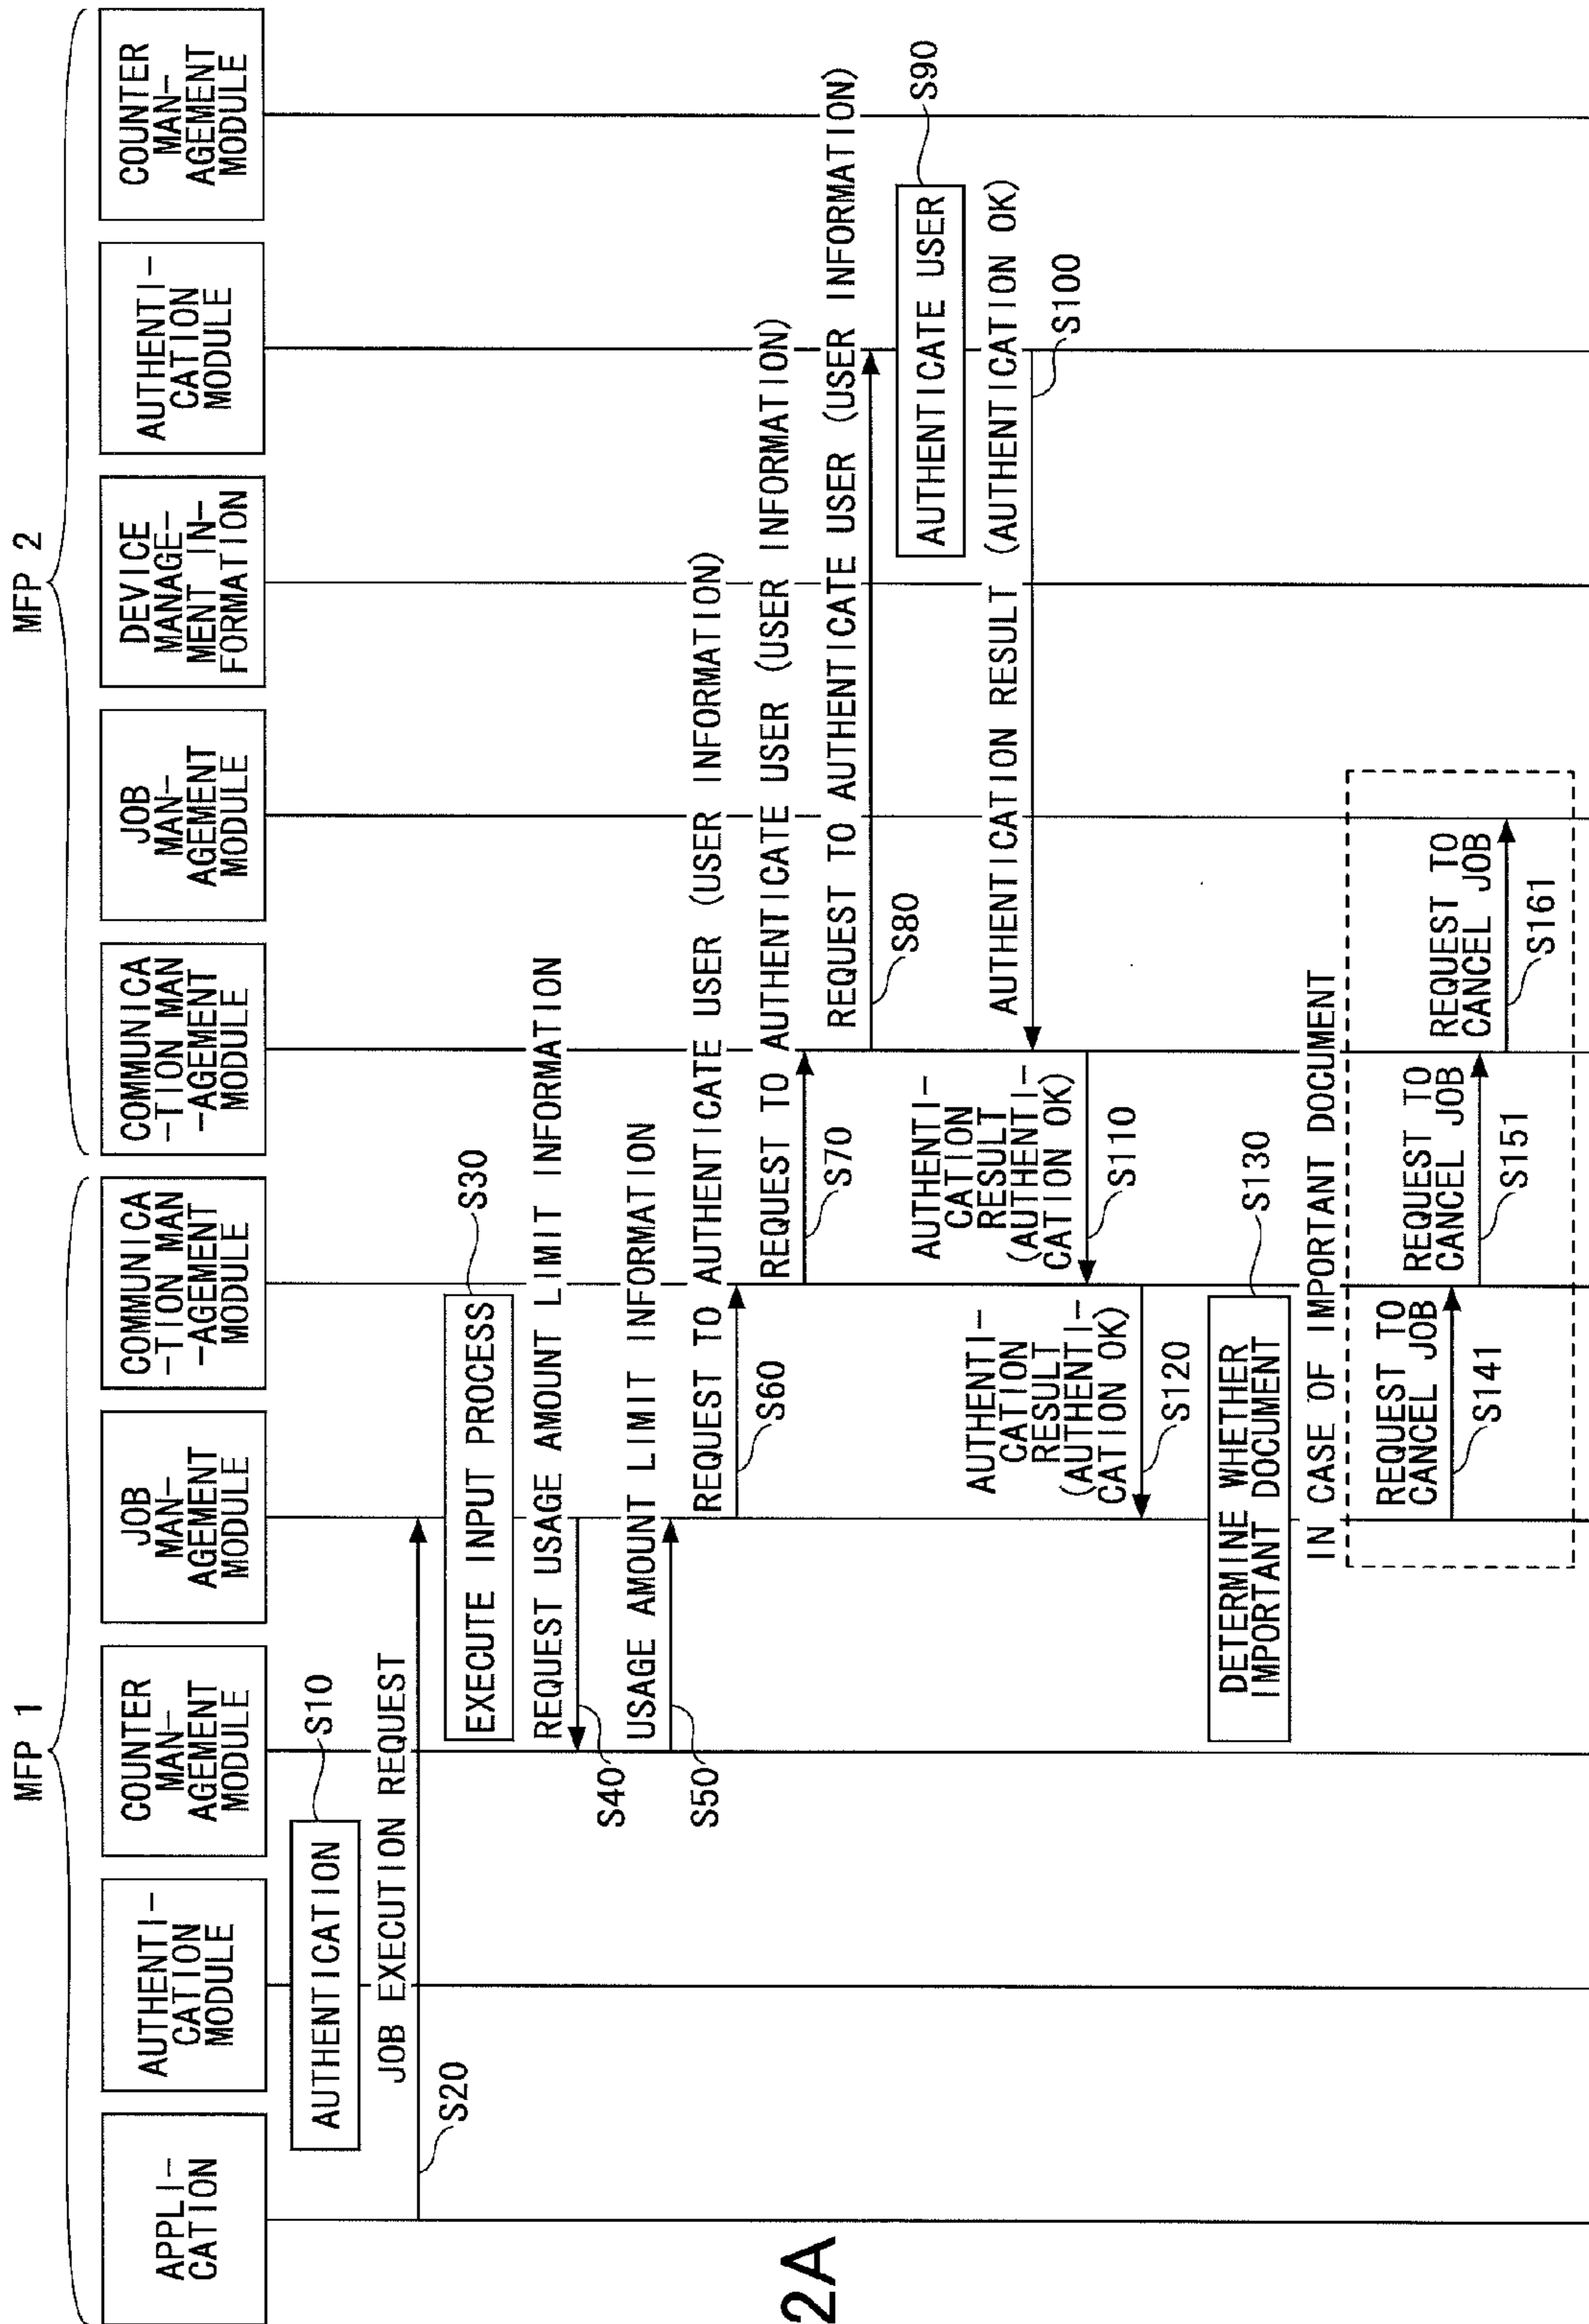 MFP 1
MFP 2
APPLI-
CATION
AUTHENTI-
CATION
MODULE
COUNTER
MAN-
AGEMENT
MODULE
JOB
MAN-
AGEMENT
MODULE
COMMUNICA
-TION MAN
-AGEMENT
MODULE
COMMUNICA
-TION MAN
-AGEMENT
MODULE
JOB
MAN-
AGEMENT
MODULE
DEVICE
MANAGE-
MENT IN-
FORMATION
AUTHENTI-
CATION
MODULE
COUNTER
MAN-
AGEMENT
MODULE
AUTHENTICATION
S10
JOB EXECUTION REQUEST
S20
EXECUTE INPUT PROCESS
S30
REQUEST USAGE AMOUNT LIMIT INFORMATION
S40
USAGE AMOUNT LIMIT INFORMATION
S50
REQUEST TO AUTHENTICATE USER (USER INFORMATION)
S60
REQUEST TO AUTHENTICATE USER (USER INFORMATION)
S70
REQUEST TO AUTHENTICATE USER (USER INFORMATION)
S80
AUTHENTICATE USER
S90
AUTHENTICATION RESULT (AUTHENTICATION OK)
S100
AUTHENTI-
CATION
RESULT
(AUTHENTI-
CATION OK)
S110
AUTHENTI-
CATION
RESULT
(AUTHENTI-
CATION OK)
S120
DETERMINE WHETHER
IMPORTANT DOCUMENT
S130
IN CASE OF IMPORTANT DOCUMENT
REQUEST TO
CANCEL JOB
S141
REQUEST TO
CANCEL JOB
S151
REQUEST TO
CANCEL JOB
S161
2A